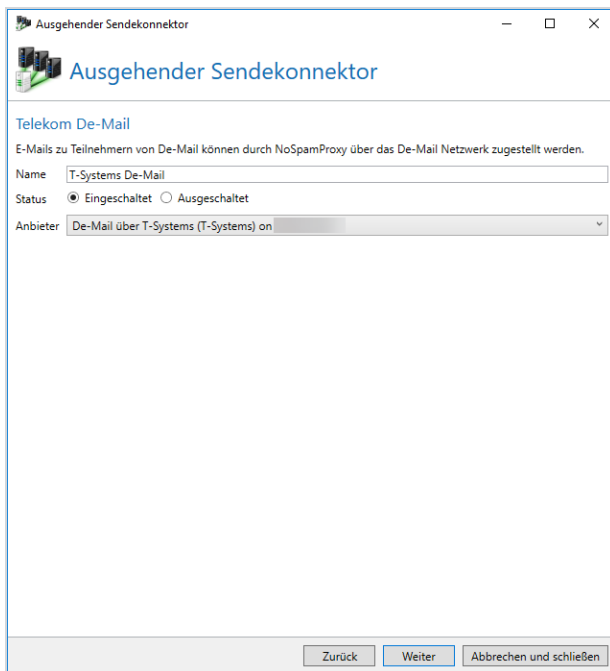 Ausgehender Sendekonnektor
Ausgehender Sendekonnektor
Telekom De-Mail
E-Mails zu Teilnehmern von De-Mail können durch NoSpamProxy über das De-Mail Netzwerk zugestellt werden.
Name T-Systems De-Mail
Status Eingeschaltet Ausgeschaltet
Anbieter De-Mail über T-Systems (T-Systems) on
Zurück Weiter Abbrechen und schließen